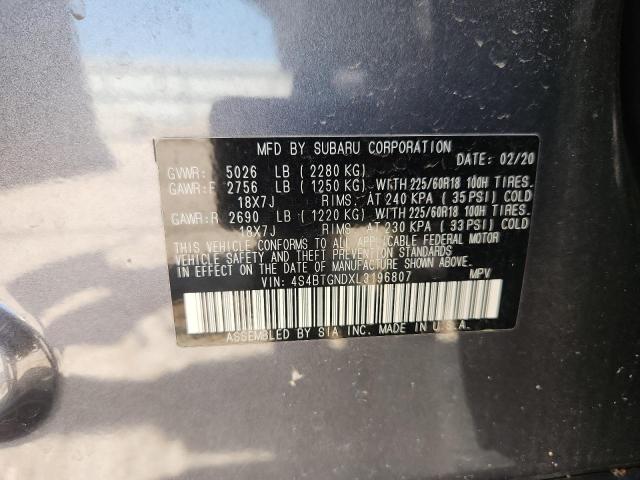 MFD BY SUBARU CORPORATION
DATE: 02/20
GVWR: 5026 LB ( 2280 KG)
GAWR:F 2756 LB ( 1250 KG) WITH 225/60R18 100H TIRES.
18X7J RIMS. AT 240 KPA ( 35 PSI) COLD
GAWR:R 2690 LB ( 1220 KG) WITH 225/60R18 100H TIRES.
18X7J RIMS. AT 230 KPA ( 33 PSI) COLD
THIS VEHICLE CONFORMS TO ALL APPLICABLE FEDERAL MOTOR
VEHICLE SAFETY AND THEFT PREVENTION STANDARDS
IN EFFECT ON THE DATE OF MANUFACTURE SHOWN ABOVE.
VIN: 4S4BTGNDXL3196807 MPV
ASSEMBLED BY SIA INC. MADE IN U.S.A.